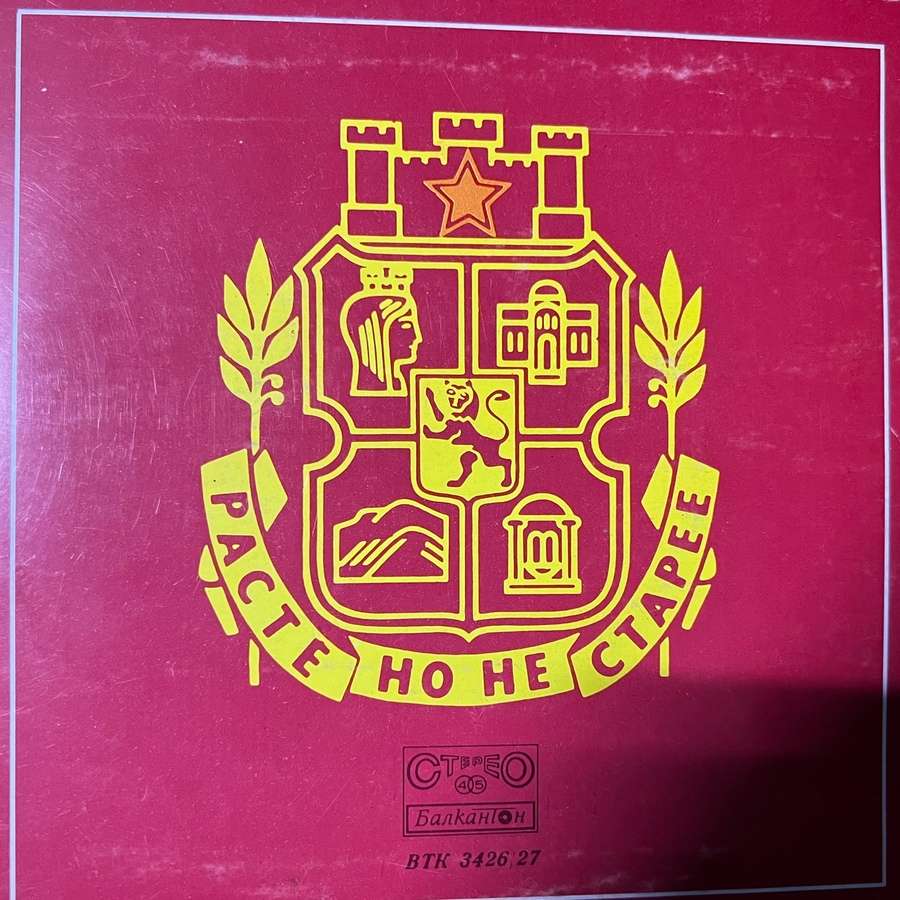 РАСТЕ НО НЕ СТАРЕЕ
СТЕРЕО
45
Балкантон
ВТК 3426/27